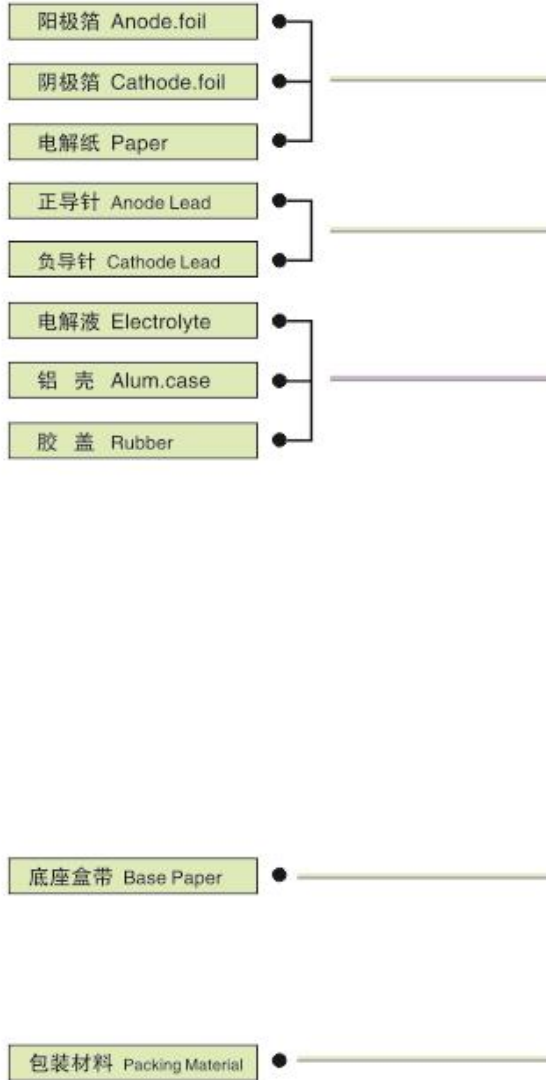 阳极箔 Anode.foil
阴极箔 Cathode.foil
电解纸 Paper
正导针 Anode Lead
负导针 Cathode Lead
电解液 Electrolyte
铝 壳 Alum.case
胶 盖 Rubber
底座盒带 Base Paper
包装材料 Packing Material